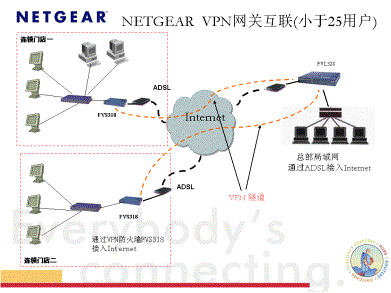 NETGEAR NETGEAR VPN网关互联(小于25用户)
连锁门店一
FVS318
ADSL
Internet
FVL328
总部局域网
通过ADSL接入Internet
VPN 隧道
FVS318
ADSL
通过VPN防火墙FVS318
接入Internet
连锁门店二
Everybody's
connecting.